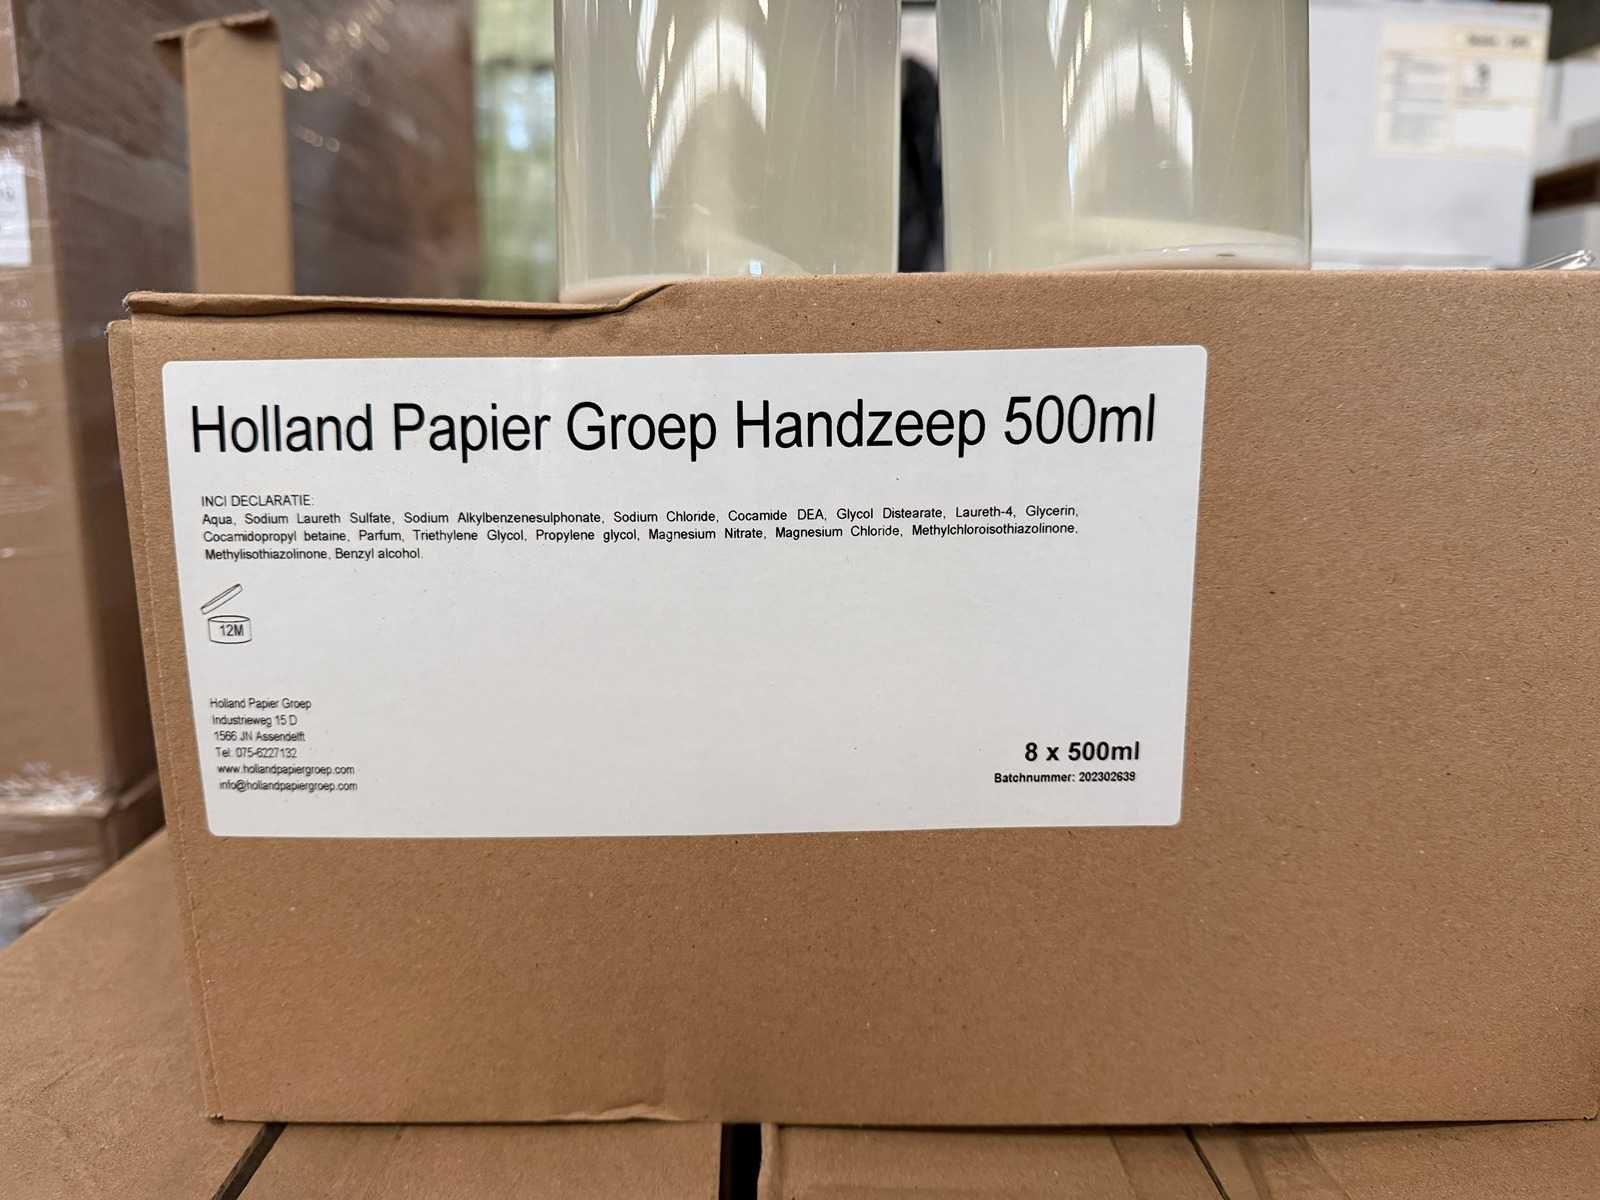 Holland Papier Groep Handzeep 500ml
INCI DECLARATIE:
Aqua, Sodium Laureth Sulfate, Sodium Alkylbenzenesulphonate, Sodium Chloride, Cocamide DEA, Glycol Distearate, Laureth-4, Glycerin,
Cocamidopropyl betaine, Parfum, Triethylene Glycol, Propylene glycol, Magnesium Nitrate, Magnesium Chloride, Methylchloroisothiazolinone,
Methylisothiazolinone, Benzyl alcohol.
12M
Holland Papier Groep
Industrieweg 15 D
1566 JN Assendelft
Tel: 075-6227132
www.hollandpapiergroep.com
info@hollandpapiergroep.com
8 x 500ml
Batchnummer: 202302639